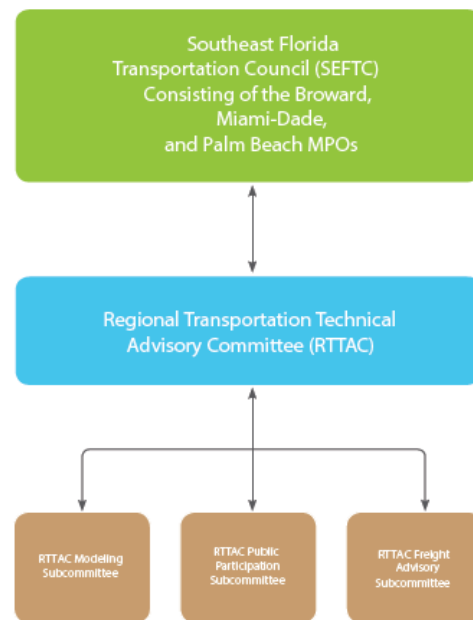 Southeast Florida
Transportation Council (SEFTC)
Consisting of the Broward,
Miami-Dade,
and Palm Beach MPOs
Regional Transportation Technical
Advisory Committee (RTTAC)
RTTAC Modeling
Subcommittee
RTTAC Public
Participation
Subcommittee
RTTAC Freight
Advisory
Subcommittee